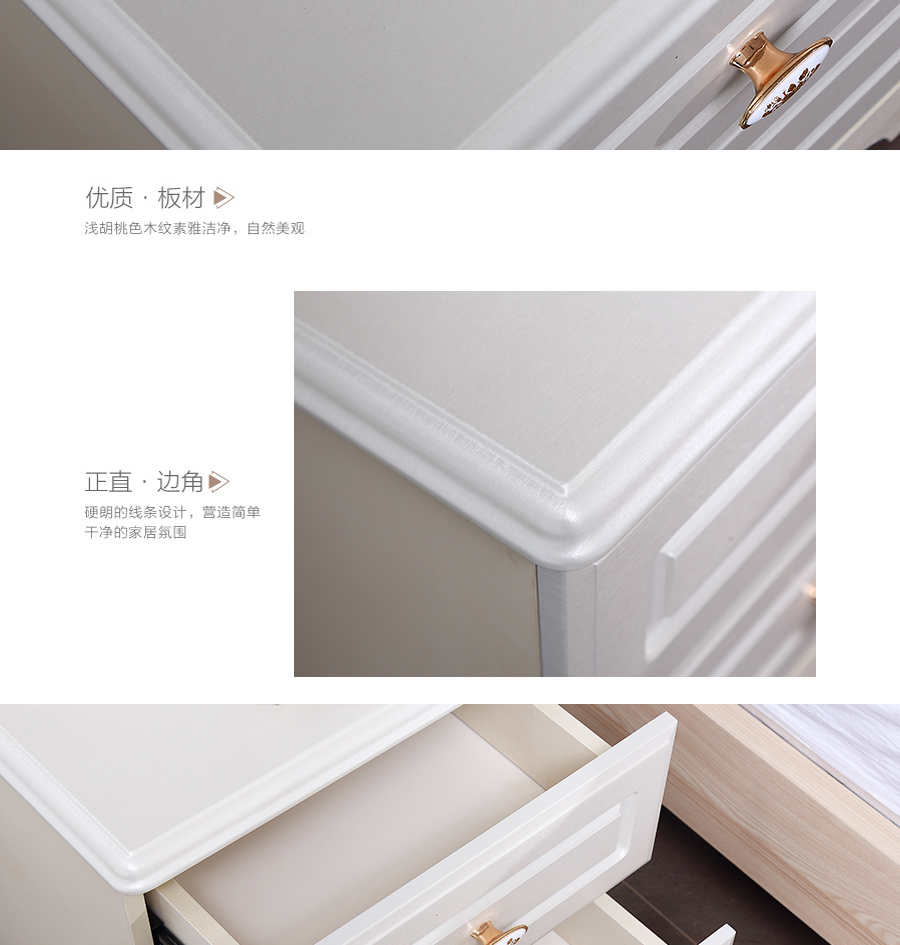 优质 · 板材
浅胡桃色木纹素雅洁净，自然美观
正直 · 边角
硬朗的线条设计，营造简单
干净的家居氛围